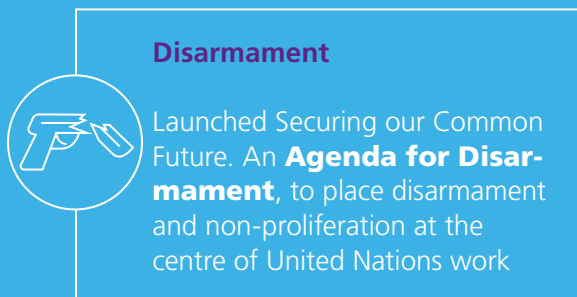 Disarmament
Launched Securing our Common
Future. An Agenda for Disar-
mament, to place disarmament
and non-proliferation at the
centre of United Nations work